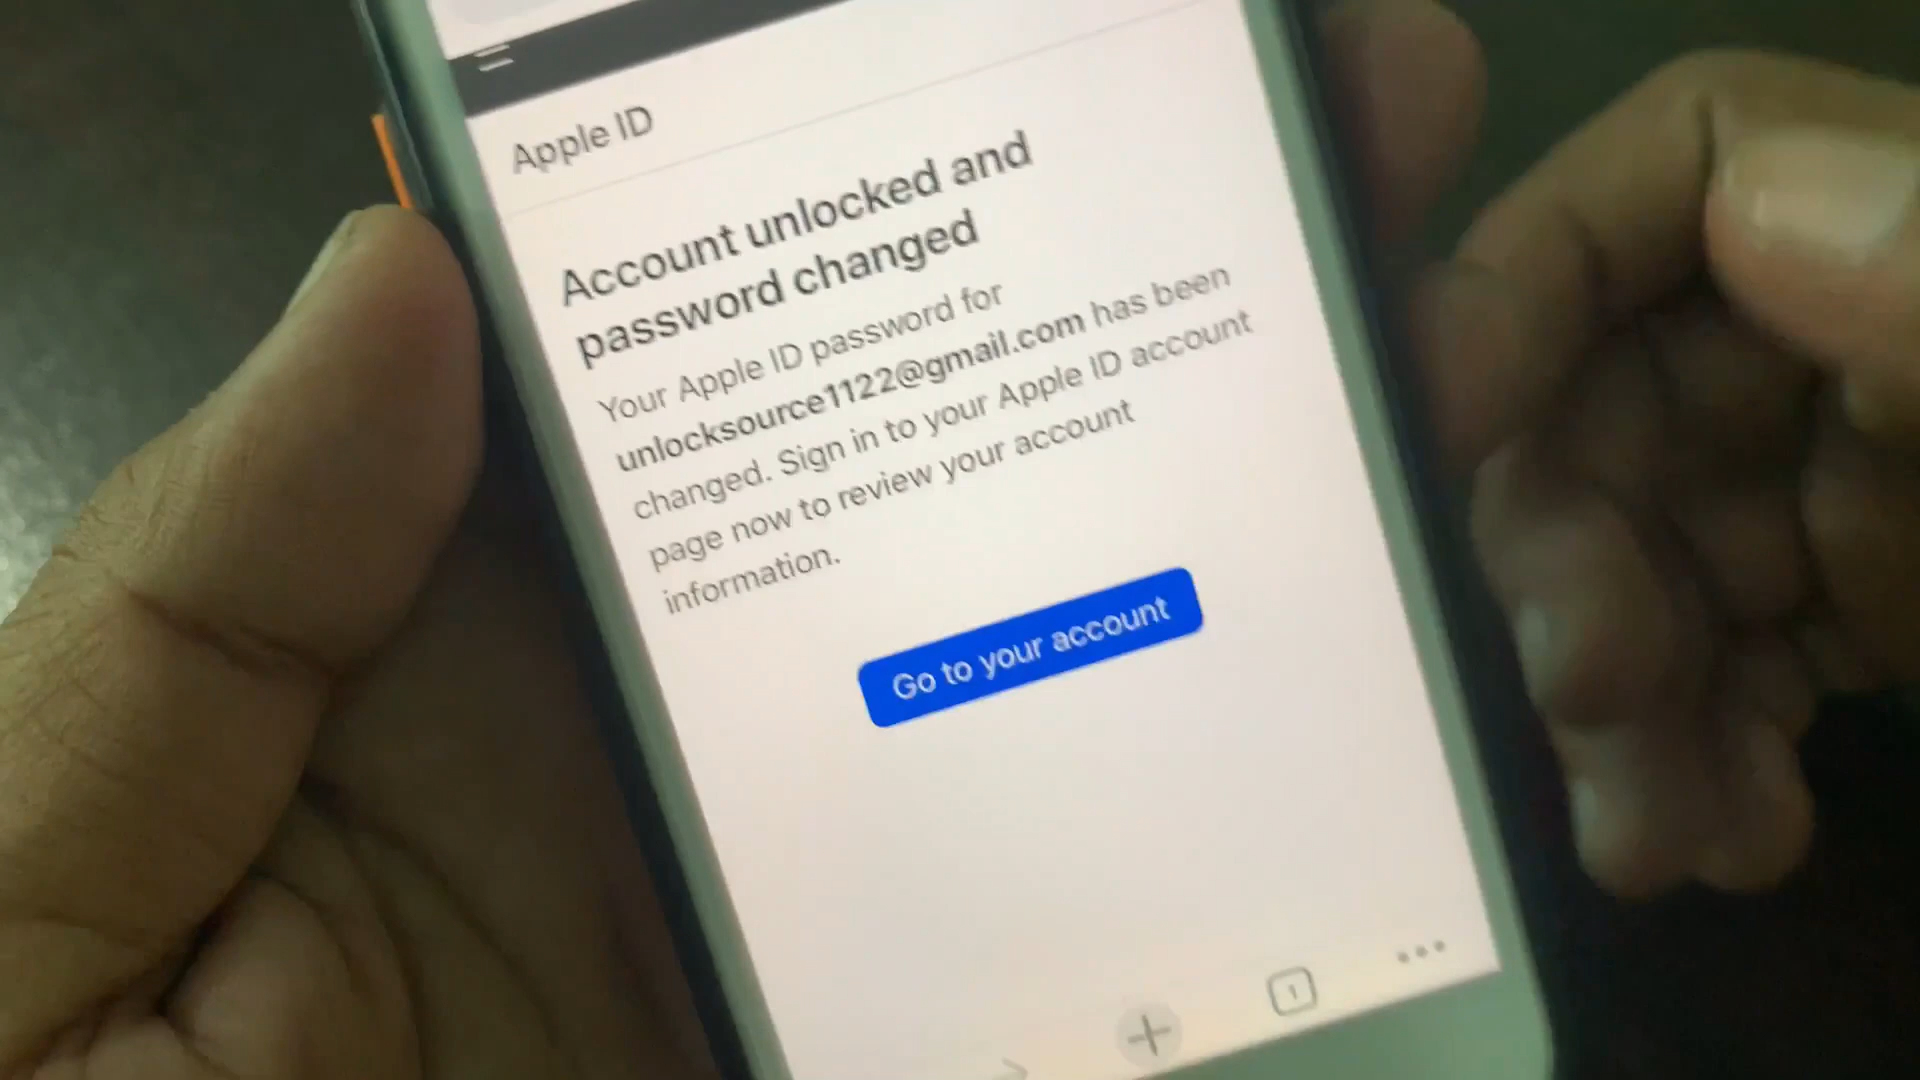 Apple ID
Account unlocked and
password changed
Your Apple ID password for
unlocksource1122@gmail.com has been
changed. Sign in to your Apple ID account
page now to review your account
information.
Go to your account
1